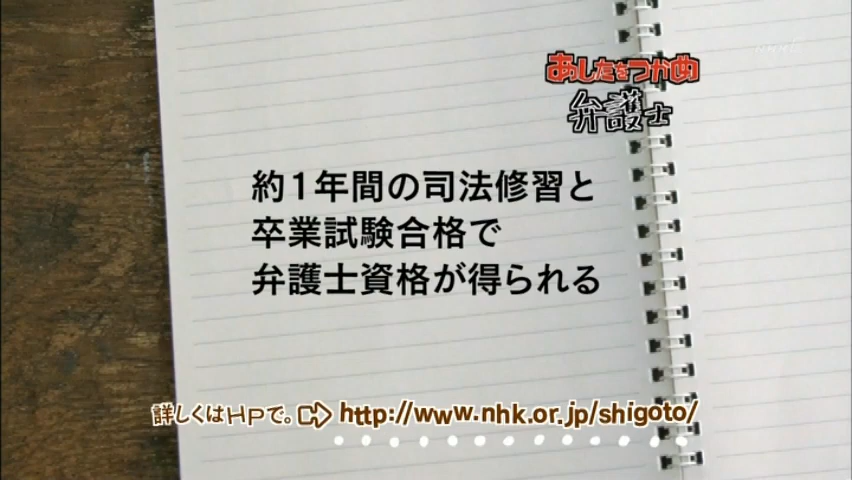 あしたをつかめ
弁護士
約1年間の司法修習と
卒業試験合格で
弁護士資格が得られる
詳しくはHPで。⇨ http://www.nhk.or.jp/shigoto/